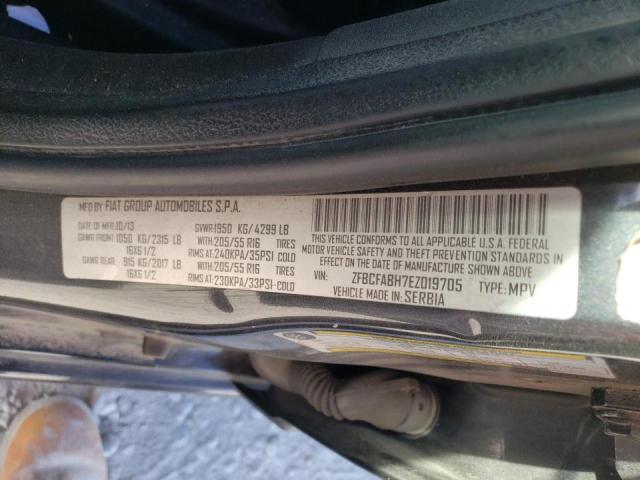 MFD BY FIAT GROUP AUTOMOBILES S.P.A.
DATE OF MFR 10/13 GVWR 1950 KG/4299 LB
GAWR FRONT: 1050 KG/2315 LB WITH: 205/55 R16 TIRES
16X6 1/2 RIMS AT: 240KPA/35PSI COLD
GAWR REAR: 915 KG/2017 LB WITH: 205/55 R16 TIRES
16X6 1/2 RIMS AT: 230KPA/33PSI-COLD
THIS VEHICLE CONFORMS TO ALL APPLICABLE U.S.A. FEDERAL
MOTOR VEHICLE SAFETY, BUMPER, AND THEFT PREVENTION
STANDARDS IN EFFECT ON THE DATE OF MANUFACTURE SHOWN ABOVE.
VIN: ZFBCFABH7EZ019705 TYPE: MPV
VEHICLE MADE IN: SERBIA